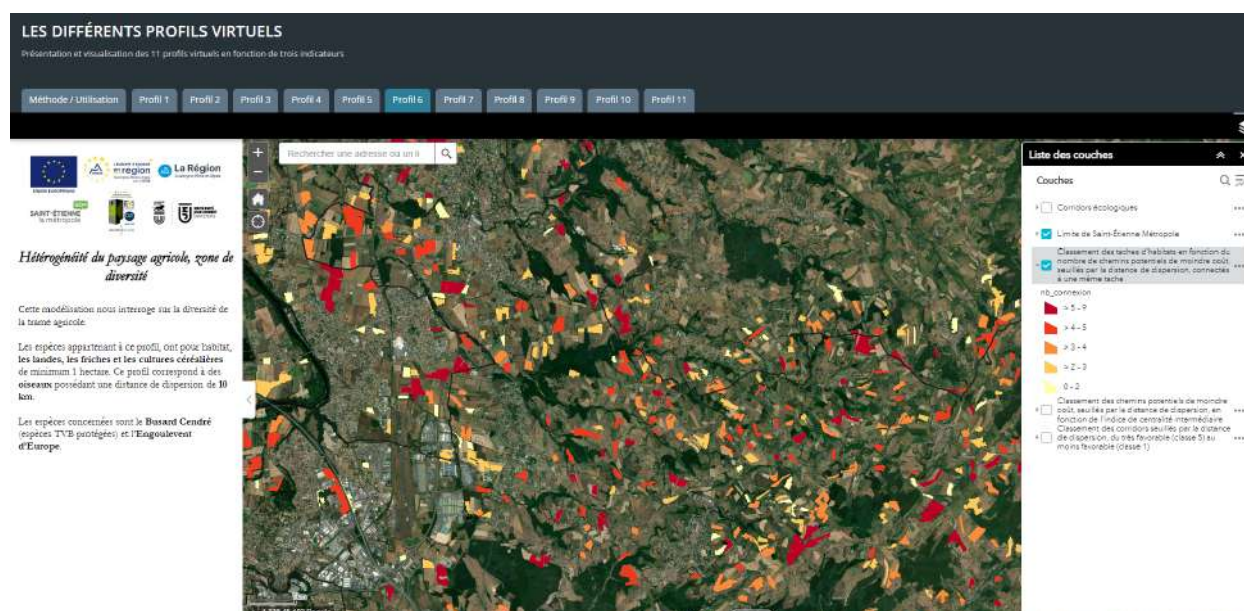 LES DIFFÉRENTS PROFILS VIRTUELS
Présentation et visualisation des 11 profils virtuels en fonction de trois indicateurs
Méthode / Utilisation
Profil 1
Profil 2
Profil 3
Profil 4
Profil 5
Profil 6
Profil 7
Profil 8
Profil 9
Profil 10
Profil 11
La Région
SAINT-ÉTIENNE
la métropole
Hétérogénéité du paysage agricole, zone de
diversité
Cette modélisation nous interroge sur la diversité de
la trame agricole.
Les espèces appartenant à ce profil, ont pour habitat,
les landes, les friches et les cultures céréalières
de minimum 1 hectare. Ce profil correspond à des
oiseaux possédant une distance de dispersion de 10
km.
Les espèces concernées sont le Busard Cendré
(espèces TVB protégées) et l'Engoulevent
d'Europe.
+
−
Rechercher une adresse ou un li
Liste des couches
Couches
Corridors écologiques
Limite de Saint-Étienne Métropole
Classement des taches d'habitats en fonction du
nombre de chemins potentiels de moindre coût,
seuillés par la distance de dispersion, connectés
à une même tache
nb_connexion
> 5 - 9
> 4 - 5
> 3 - 4
> 2 - 3
0 - 2
Classement des chemins potentiels de moindre
coût, seuillés par la distance de dispersion, en
fonction de l'indice de centralité intermédiaire
Classement des corridors seuillés par la distance
de dispersion, du très favorable (classe 5) au
moins favorable (classe 1)